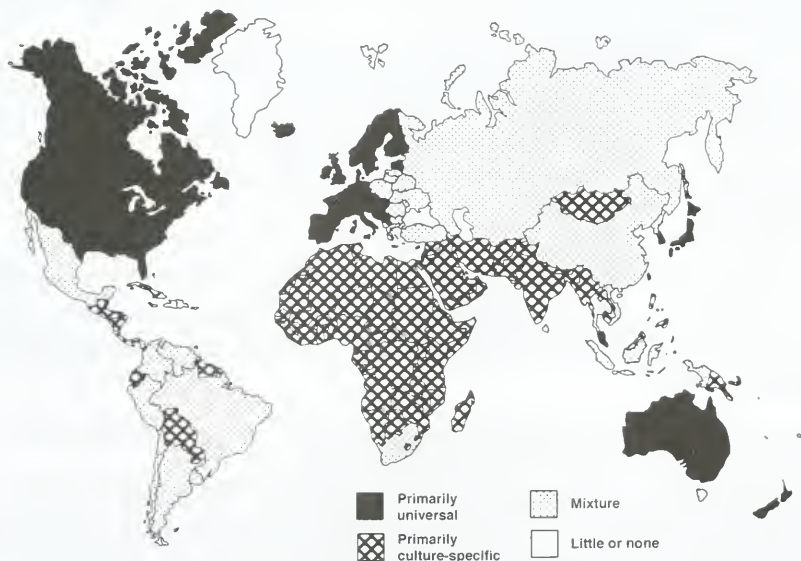 Primarily
universal
Primarily
culture-specific
Mixture
Little or none